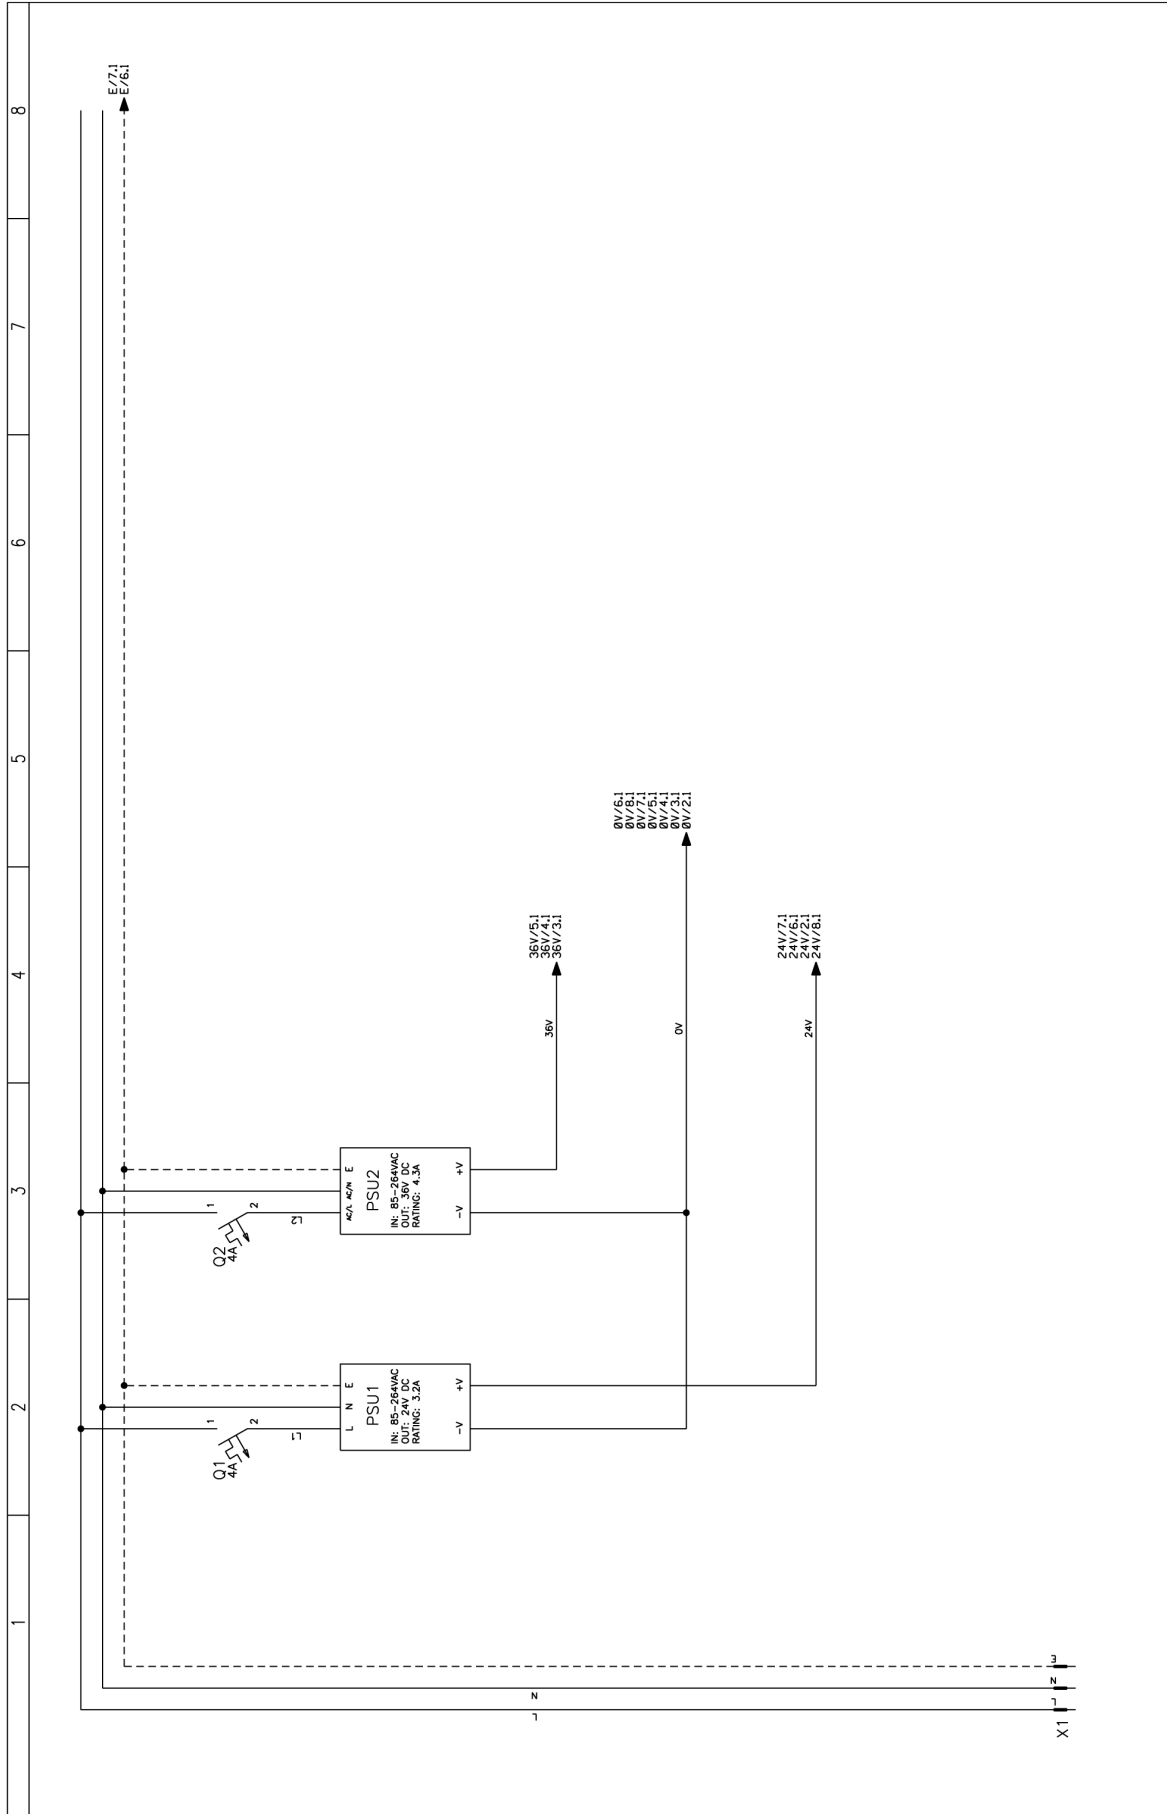 1
2
3
4
5
6
7
8
E/7.1
E/6.1
Q1
4A
1
2
L1
Q2
4A
1
2
L2
L N E
PSU1
IN: 85-264VAC
OUT: 24V DC
RATING: 3.2A
-V +V
AC/L AC/N E
PSU2
IN: 85-264VAC
OUT: 36V DC
RATING: 4.3A
-V +V
36V
36V/5.1
36V/4.1
36V/3.1
0V
0V/6.1
0V/8.1
0V/7.1
0V/5.1
0V/4.1
0V/3.1
0V/2.1
24V
24V/7.1
24V/6.1
24V/2.1
24V/8.1
L
N
X1
L
N
E